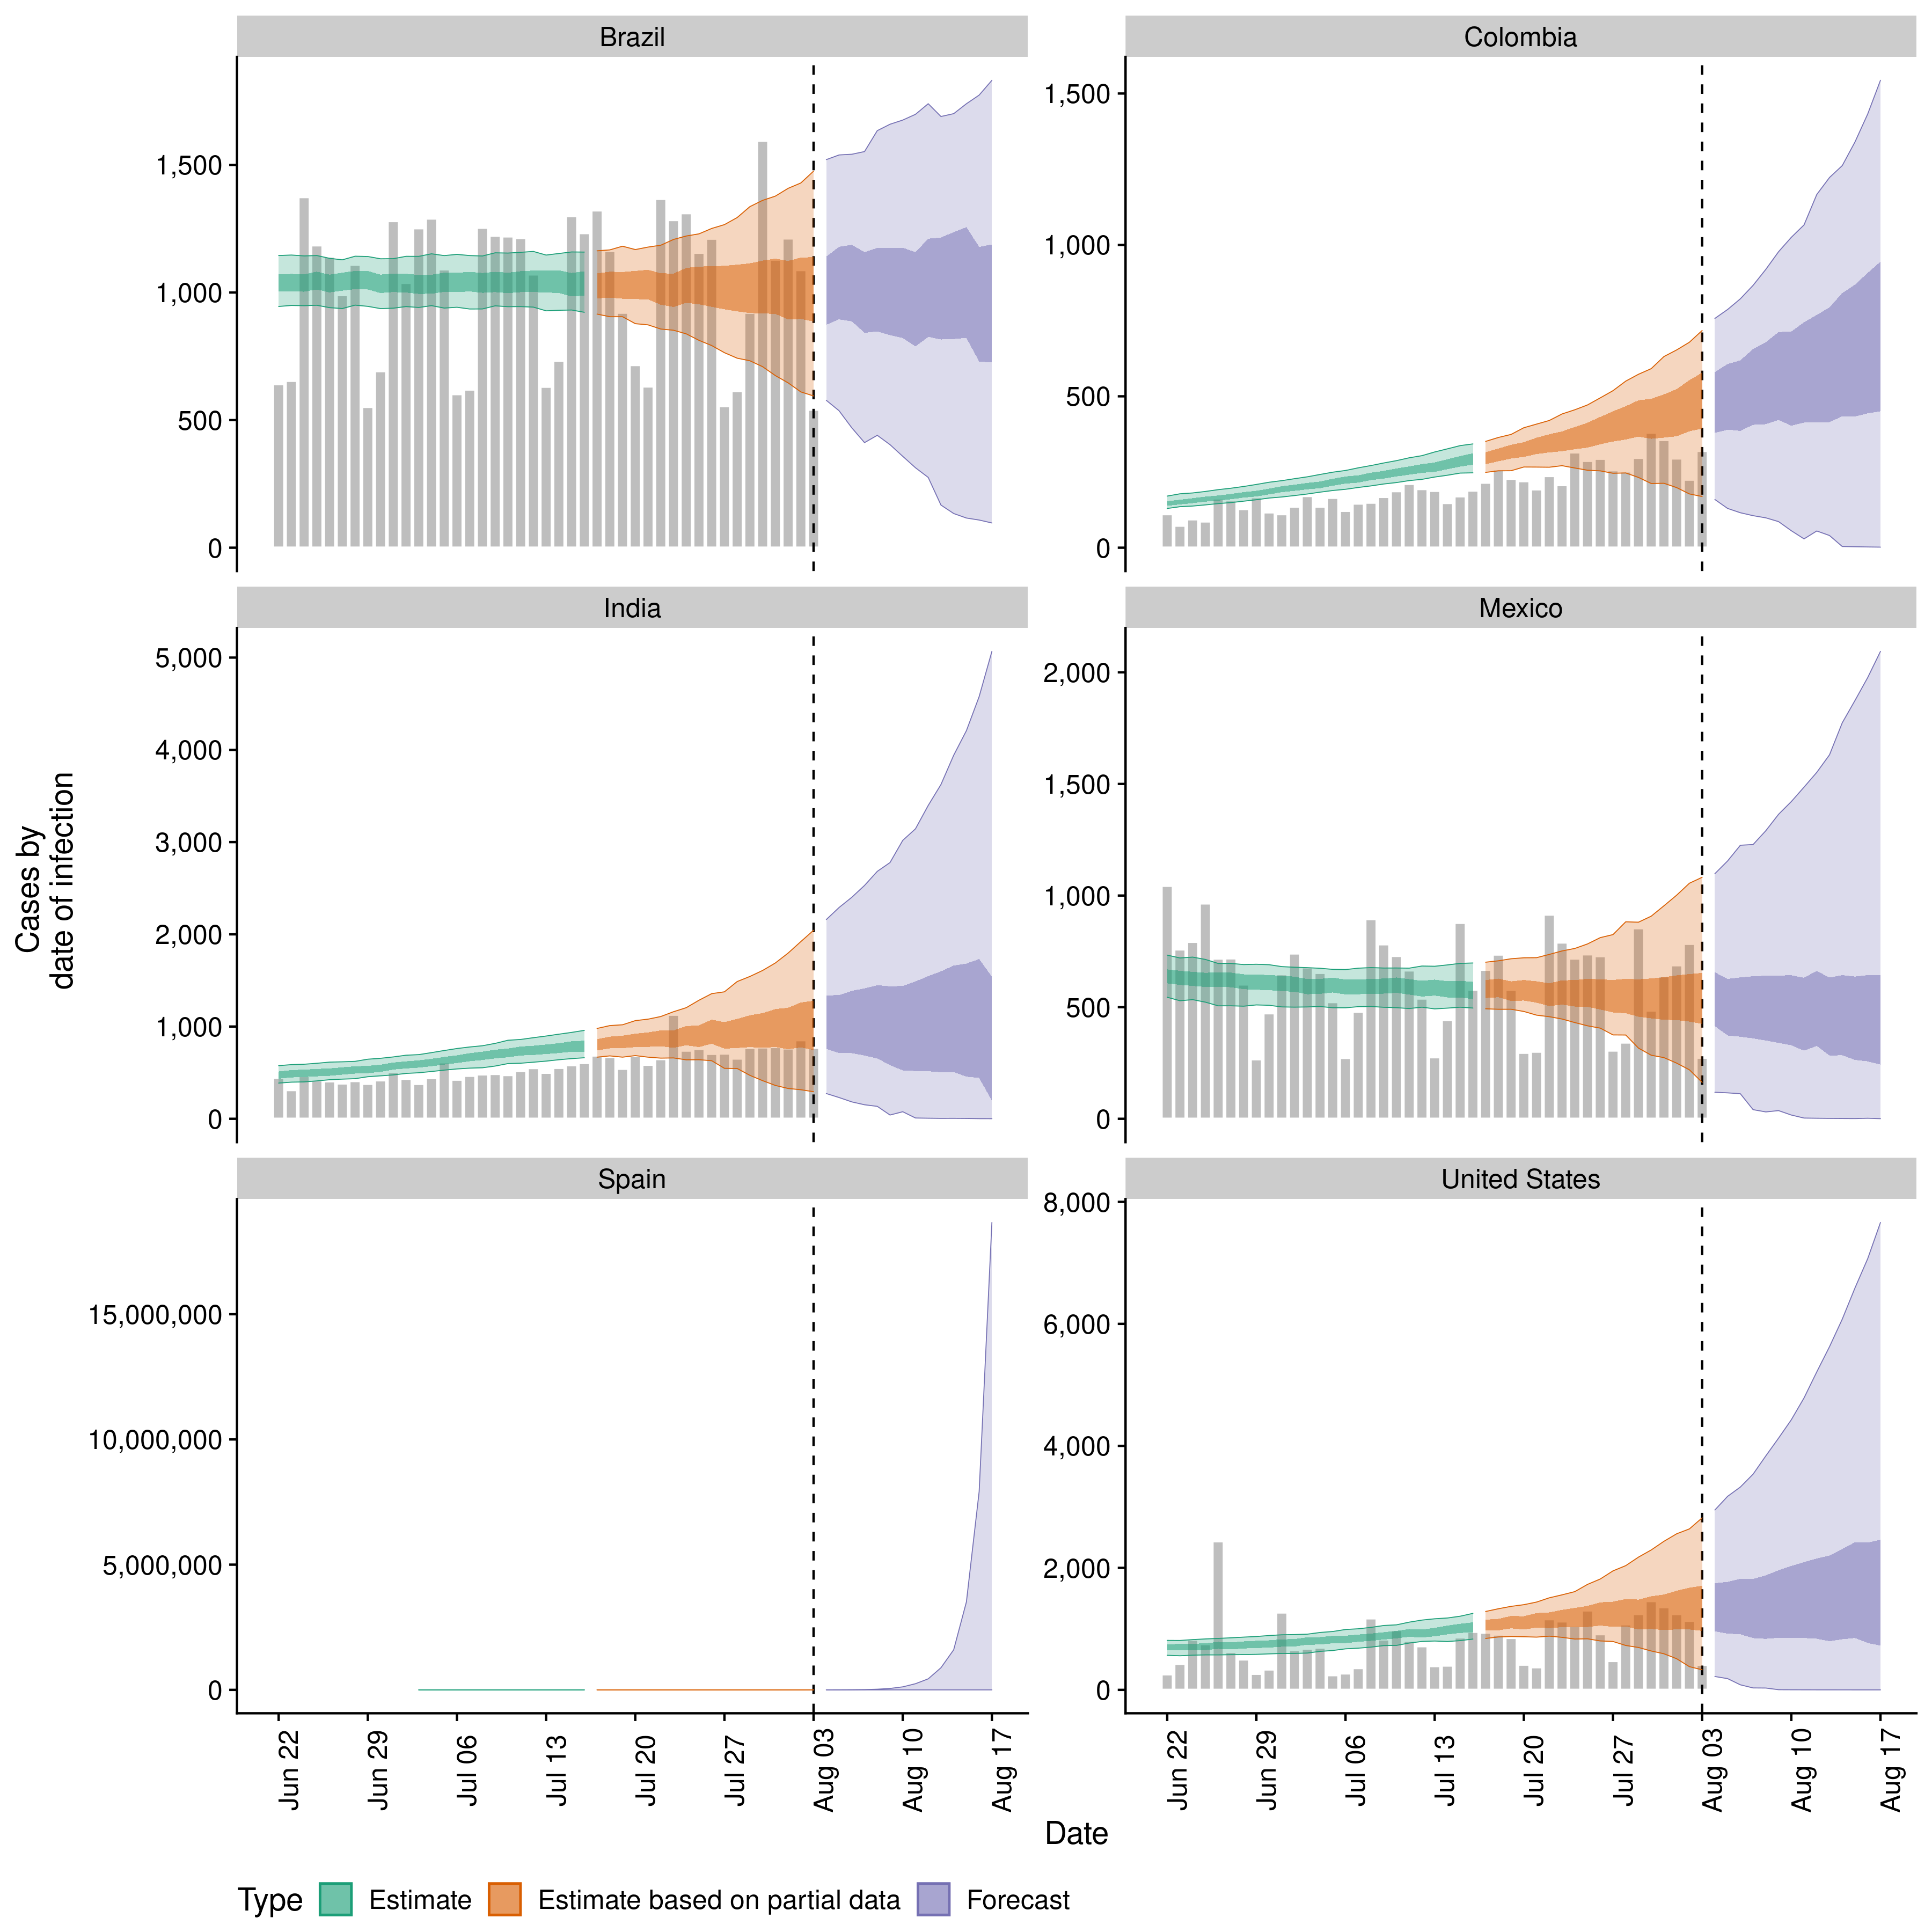 Brazil
Colombia
1,500
1,000
500
0
1,500
1,000
500
0
India
Mexico
5,000
4,000
3,000
2,000
1,000
0
2,000
1,500
1,000
500
0
Cases by
date of infection
Spain
United States
15,000,000
10,000,000
5,000,000
0
8,000
6,000
4,000
2,000
0
Jun 22
Jun 29
Jul 06
Jul 13
Jul 20
Jul 27
Aug 03
Aug 10
Aug 17
Jun 22
Jun 29
Jul 06
Jul 13
Jul 20
Jul 27
Aug 03
Aug 10
Aug 17
Date
Type Estimate Estimate based on partial data Forecast